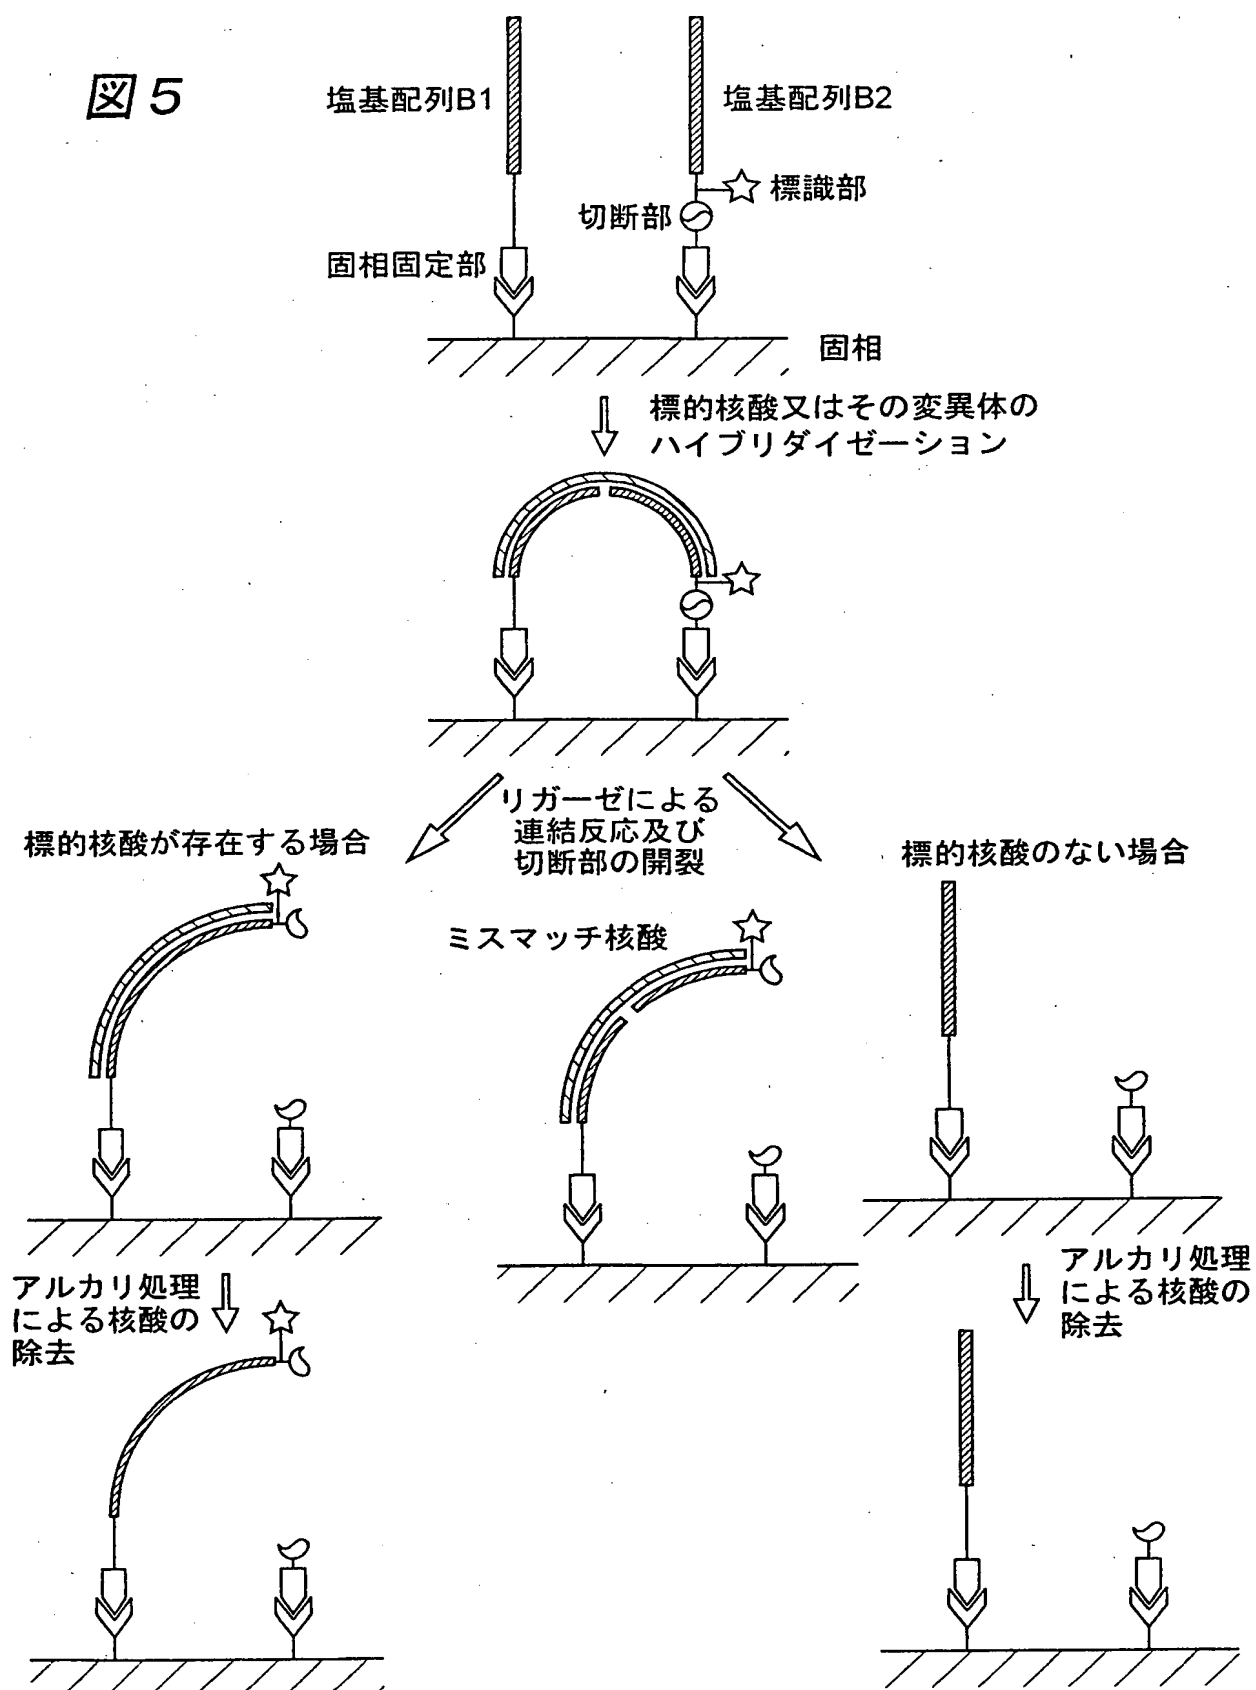 図5
塩基配列B1
塩基配列B2
標識部
切断部
固相固定部
固相
標的核酸又はその変異体の
ハイブリダイゼーション
リガーゼによる
連結反応及び
切断部の開裂
標的核酸が存在する場合
標的核酸のない場合
ミスマッチ核酸
アルカリ処理
による核酸の
除去
アルカリ処理
による核酸の
除去